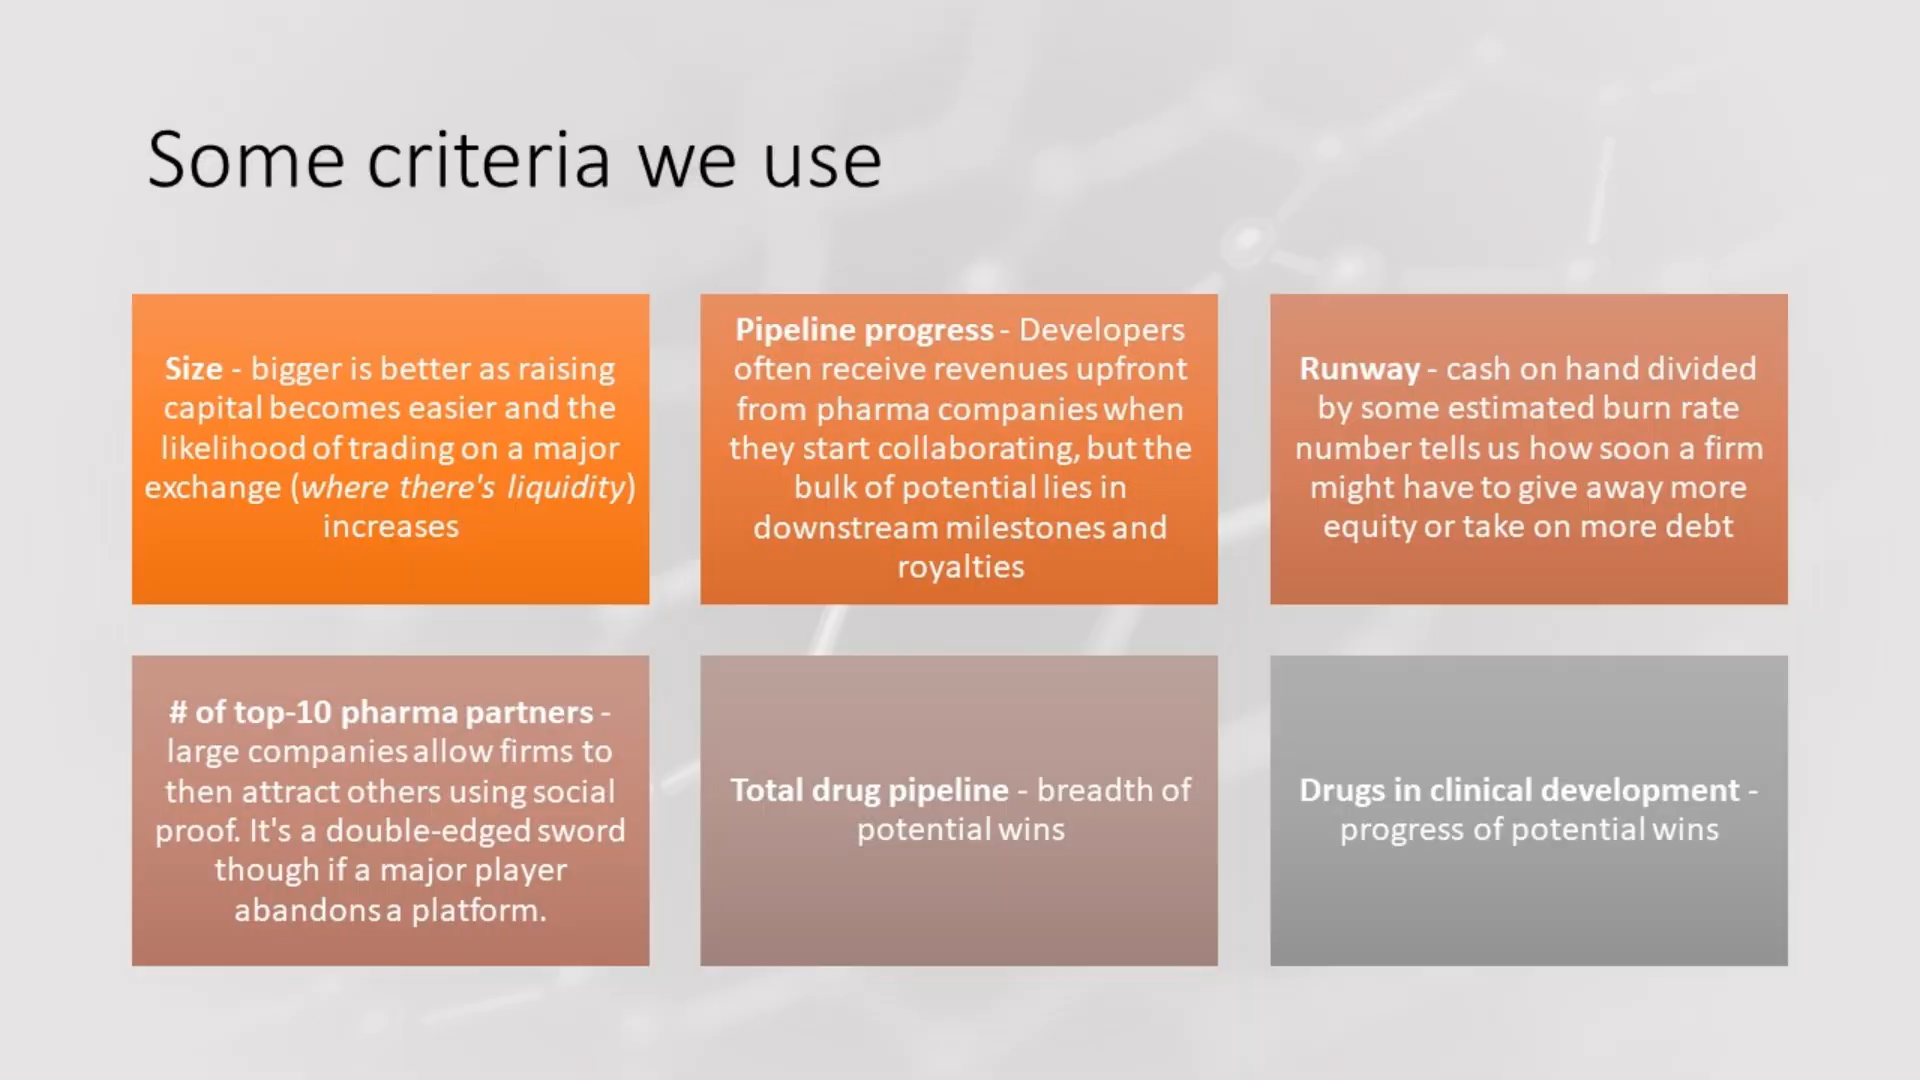 Some criteria we use
Size - bigger is better as raising
capital becomes easier and the
likelihood of trading on a major
exchange (where there's liquidity)
increases
Pipeline progress - Developers
often receive revenues upfront
from pharma companies when
they start collaborating, but the
bulk of potential lies in
downstream milestones and
royalties
Runway - cash on hand divided
by some estimated burn rate
number tells us how soon a firm
might have to give away more
equity or take on more debt
# of top-10 pharma partners -
large companies allow firms to
then attract others using social
proof. It's a double-edged sword
though if a major player
abandons a platform.
Total drug pipeline - breadth of
potential wins
Drugs in clinical development -
progress of potential wins